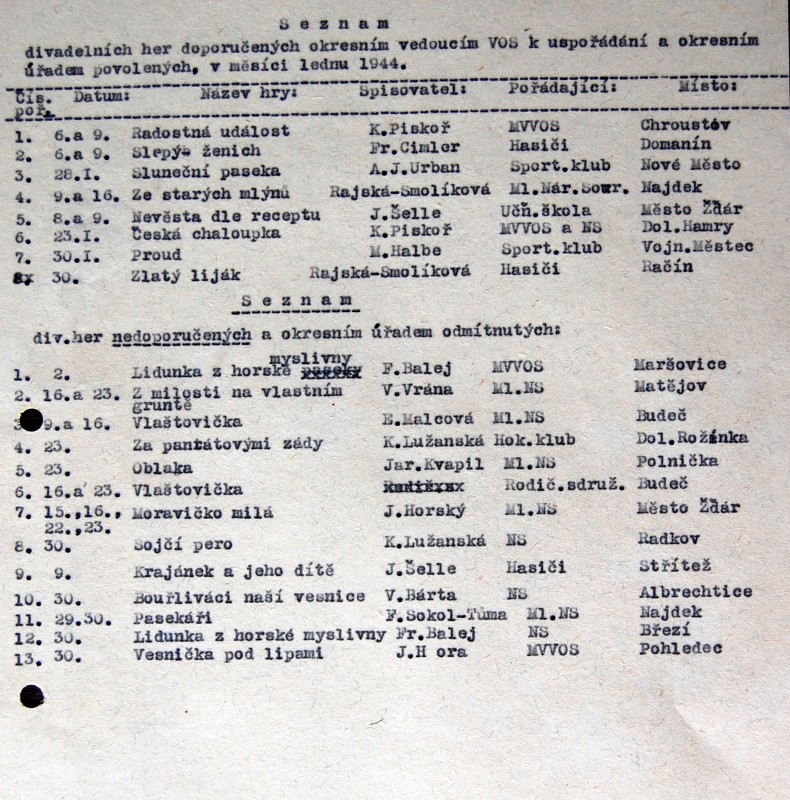 S e z n a m
divadelních her doporučených okresním vedoucím VOS k uspořádání a okresním
úřadem povolených, v měsíci lednu 1944.
Čís. Datum: Název hry: Spisovatel: Pořádající: Místo:
poř.
1. 6.a 9. Radostná událost K.Piskoř MVVOS Chroustov
2. 6.a 9. Slepýš ženich Fr.Cimler Hasiči Domanín
3. 28.I. Sluneční paseka A.J.Urban Sport.klub Nové Město
4. 9.a 16. Ze starých mlýnů Rajská-Smolíková Ml.Nár.Sour. Najdek
5. 8.a 9. Nevěsta dle receptu J.Šelle Učň.škola Město Žďár
6. 23.I. Česká chaloupka K.Piskoř MVVOS a NS Dol.Hamry
7. 30.I. Proud M.Halbe Sport.klub Vojn.Městec
8x 30. Zlatý liják Rajská-Smolíková Hasiči Račín
S e z n a m
div.her nedoporučených a okresním úřadem odmítnutých:
myslivny
1. 2. Lidunka z horské paseky F.Balej MVVOS Maršovice
2. 16.a 23. Z milosti na vlastním V.Vrána Ml.NS Matějov
gruntě
3 9.a 16. Vlaštovička E.Malcová Ml.NS Budeč
4. 23. Za pantátovými zády K.Lužanská Hok.klub Dol.Rožínka
5. 23. Oblaka Jar.Kvapil Ml.NS Polnička
6. 16.a 23. Vlaštovička Rodič.sdruž. Budeč
7. 15.,16., Moravičko milá J.Horský Ml.NS Město Žďár
22.,23.
8. 30. Sojčí pero K.Lužanská NS Radkov
9. 9. Krajánek a jeho dítě J.Šelle Hasiči Střítež
10. 30. Bouřliváci naší vesnice V.Bárta NS Albrechtice
11. 29.30. Pasekáři F.Sokol-Tůma Ml.NS Najdek
12. 30. Lidunka z horské myslivny Fr.Balej NS Březí
13. 30. Vesnička pod lipami J.H ora MVVOS Pohledec